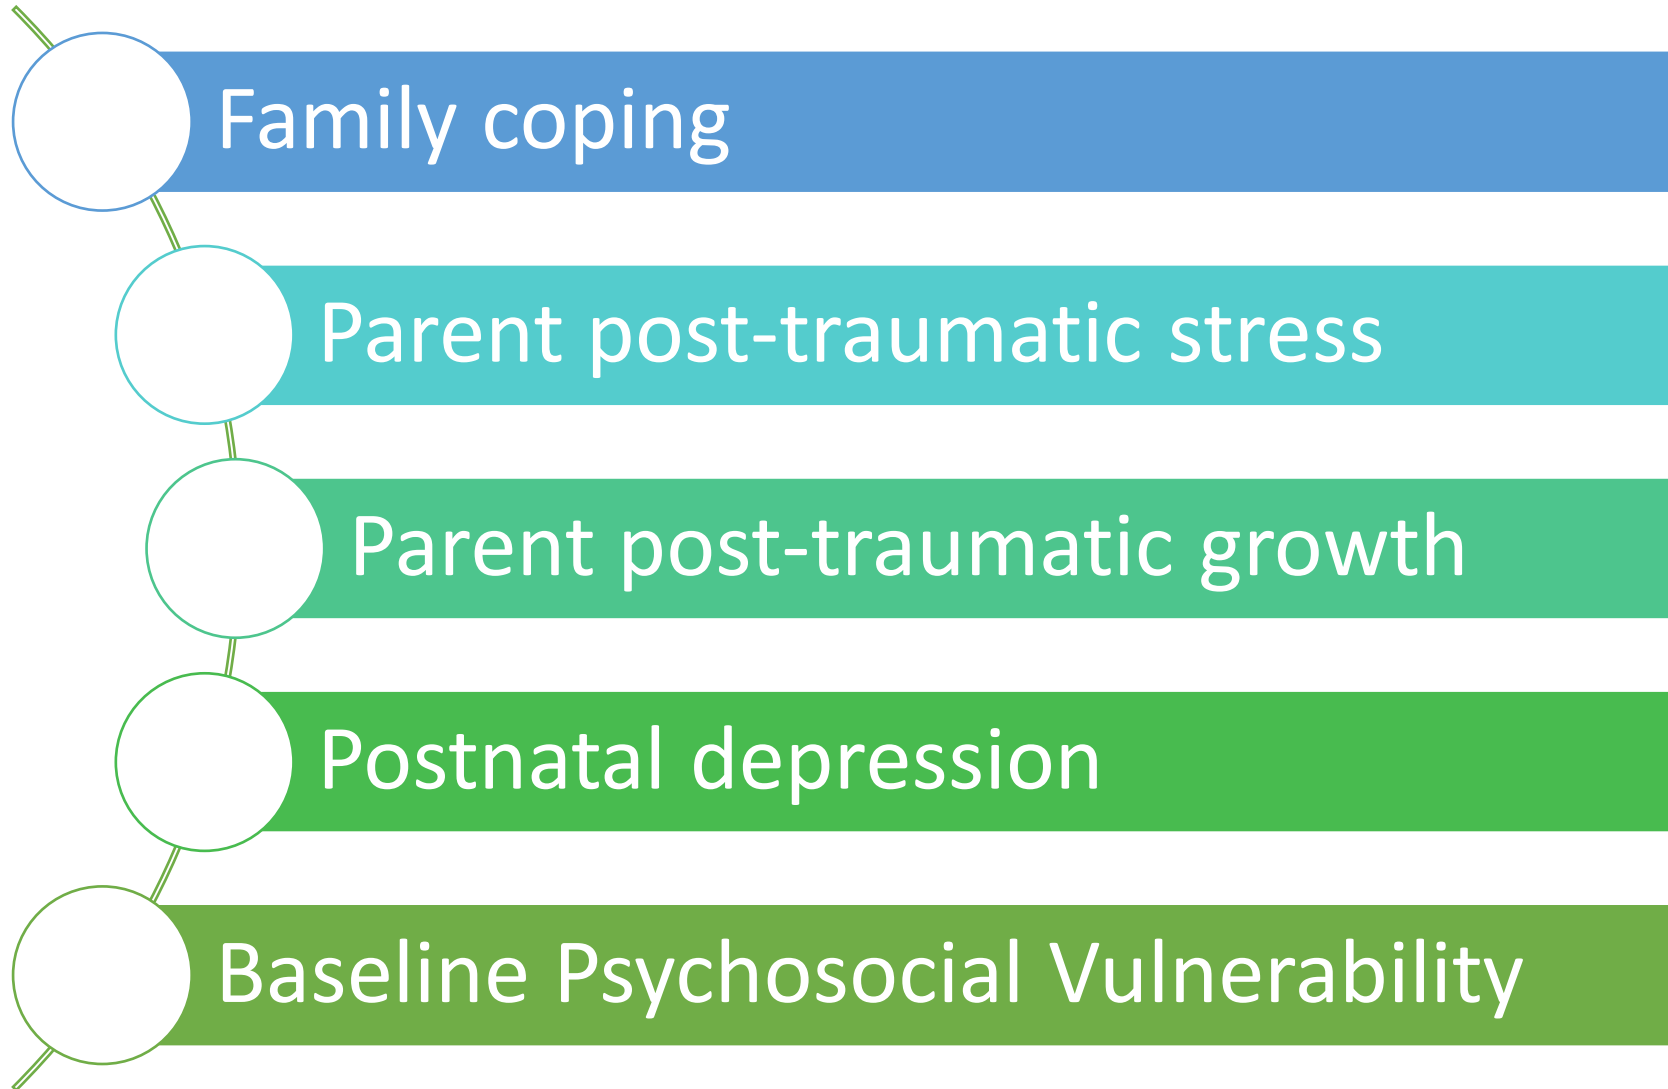 Family coping
Parent post-traumatic stress
Parent post-traumatic growth
Postnatal depression
Baseline Psychosocial Vulnerability